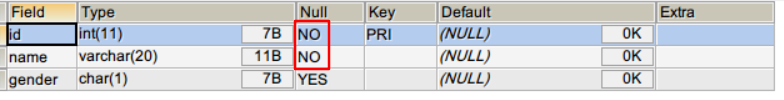 Field Type Null Key Default Extra
id int(11) 7B NO PRI (NULL) 0K
name varchar(20) 11B NO (NULL) 0K
gender char(1) 7B YES (NULL) 0K